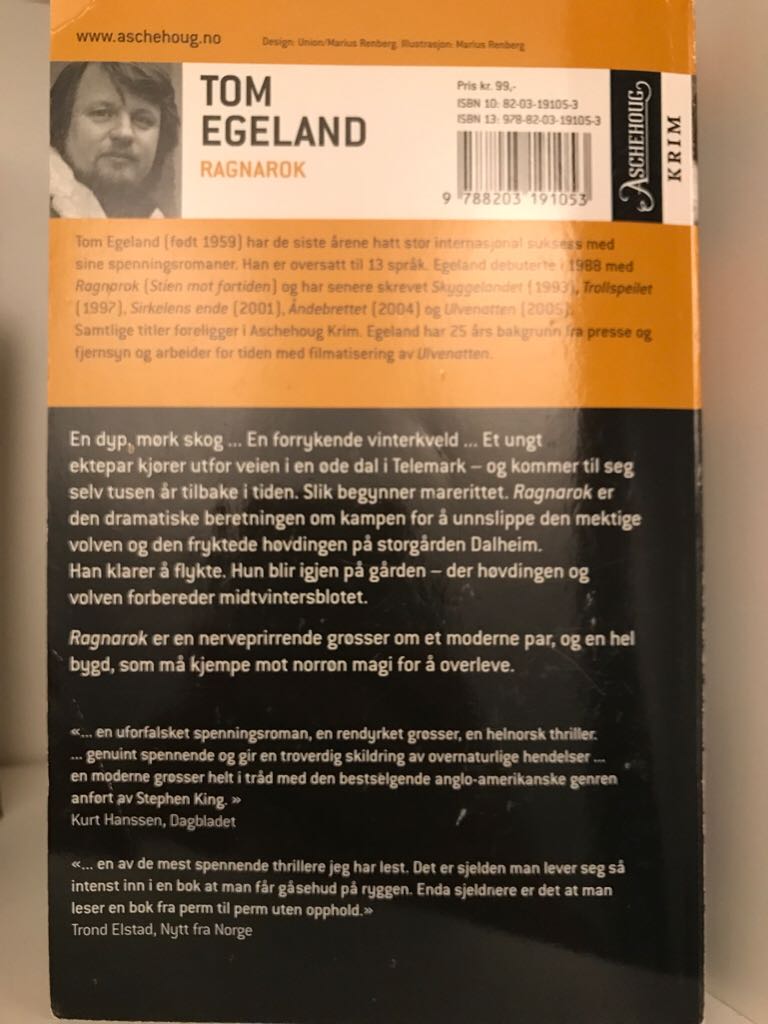 www.aschehoug.no
Design: Union/Marius Renberg. Illustrasjon: Marius Renberg
TOM
EGELAND
RAGNAROK
Pris kr. 99,-
ISBN 10: 82-03-19105-3
ISBN 13: 978-82-03-19105-3
9 788203 191053
ASCHEHOUG
KRIM
Tom Egeland (født 1959) har de siste årene hatt stor internasjonal suksess med
sine spenningsromaner. Han er oversatt til 13 språk. Egeland debuterte i 1988 med
Ragnarok (Stien mot fortiden) og har senere skrevet Skyggelandet (1993), Trollspeilet
(1997), Sirkelens ende (2001), Åndebrettet (2004) og Ulvenatten (2005).
Samtlige titler foreligger i Aschehoug Krim. Egeland har 25 års bakgrunn fra presse og
fjernsyn og arbeider for tiden med filmatisering av Ulvenatten.
En dyp, mørk skog ... En forrykende vinterkveld ... Et ungt
ektepar kjører utfor veien i en øde dal i Telemark – og kommer til seg
selv tusen år tilbake i tiden. Slik begynner marerittet. Ragnarok er
den dramatiske beretningen om kampen for å unnslippe den mektige
volven og den fryktede høvdingen på storgården Dalheim.
Han klarer å flykte. Hun blir igjen på gården – der høvdingen og
volven forbereder midtvintersblotet.
Ragnarok er en nerveprirrende grøsser om et moderne par, og en hel
bygd, som må kjempe mot norrøn magi for å overleve.
«... en uforfalsket spenningsroman, en rendyrket grøsser, en helnorsk thriller.
... genuint spennende og gir en troverdig skildring av overnaturlige hendelser ...
en moderne grøsser helt i tråd med den bestselgende anglo-amerikanske genren
anført av Stephen King. »
Kurt Hanssen, Dagbladet
«... en av de mest spennende thrillere jeg har lest. Det er sjelden man lever seg så
intenst inn i en bok at man får gåsehud på ryggen. Enda sjeldnere er det at man
leser en bok fra perm til perm uten opphold.»
Trond Elstad, Nytt fra Norge